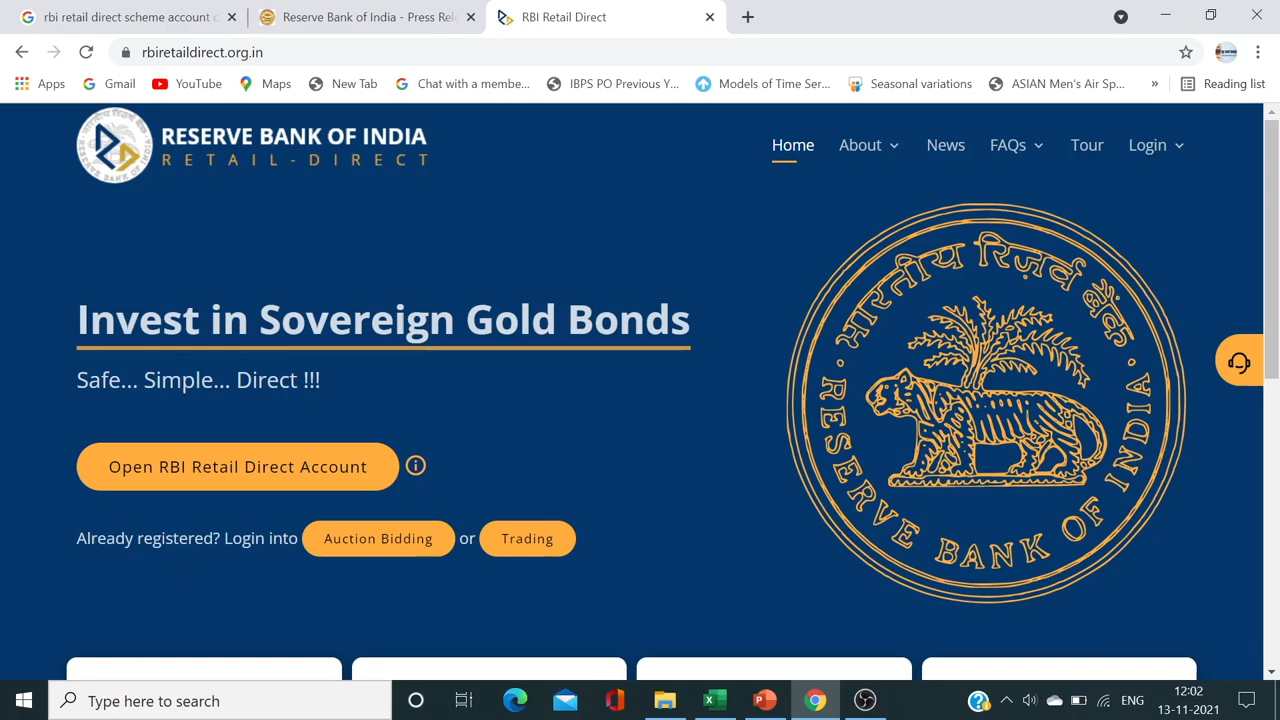 rbi retail direct scheme account o
Reserve Bank of India - Press Rele
RBI Retail Direct
rbiretaildirect.org.in
Apps
Gmail
YouTube
Maps
New Tab
Chat with a membe...
IBPS PO Previous Y...
Models of Time Ser...
Seasonal variations
ASIAN Men's Air Sp...
»
Reading list
RESERVE BANK OF INDIA
RETAIL-DIRECT
Home
About
News
FAQs
Tour
Login
Invest in Sovereign Gold Bonds
Safe... Simple... Direct !!!
Open RBI Retail Direct Account
Already registered? Login into Auction Bidding or Trading
भारतीय रिज़र्व बैंक
RESERVE BANK OF INDIA
Type here to search
ENG
12:02
13-11-2021